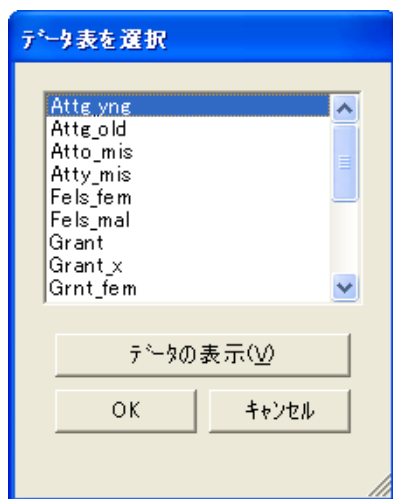 ﾃﾞｰﾀ表を選択
Attg_yng
Attg_old
Atto_mis
Atty_mis
Fels_fem
Fels_mal
Grant
Grant_x
Grnt_fem
ﾃﾞｰﾀの表示(V)
OK
ｷｬﾝｾﾙ